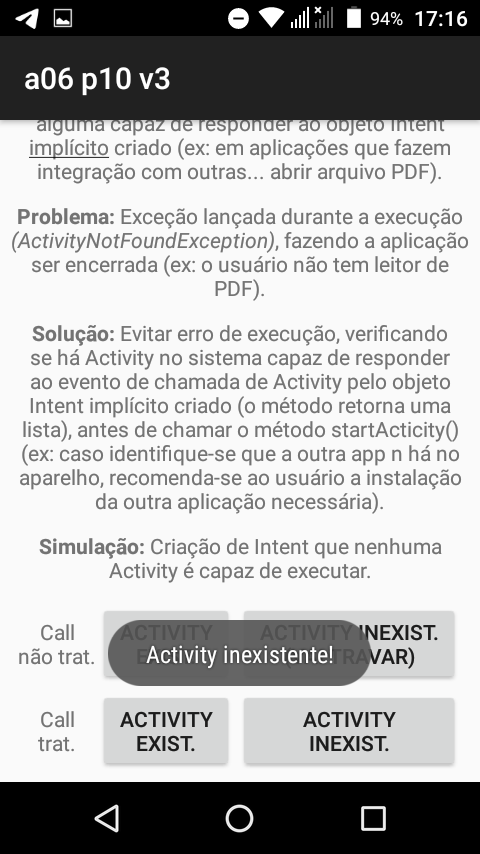 94% 17:16
a06 p10 v3
alguma capaz de responder ao objeto Intent
implícito criado (ex: em aplicações que fazem
integração com outras... abrir arquivo PDF).
Problema: Exceção lançada durante a execução
(ActivityNotFoundException), fazendo a aplicação
ser encerrada (ex: o usuário não tem leitor de
PDF).
Solução: Evitar erro de execução, verificando
se há Activity no sistema capaz de responder
ao evento de chamada de Activity pelo objeto
Intent implícito criado (o método retorna uma
lista), antes de chamar o método startActicity()
(ex: caso identifique-se que a outra app n há no
aparelho, recomenda-se ao usuário a instalação
da outra aplicação necessária).
Simulação: Criação de Intent que nenhuma
Activity é capaz de executar.
Call
não trat.
ACTIVITY
ACTIVITY INEXIST.
TRAVAR)
Activity inexistente!
Call
trat.
ACTIVITY
EXIST.
ACTIVITY
INEXIST.